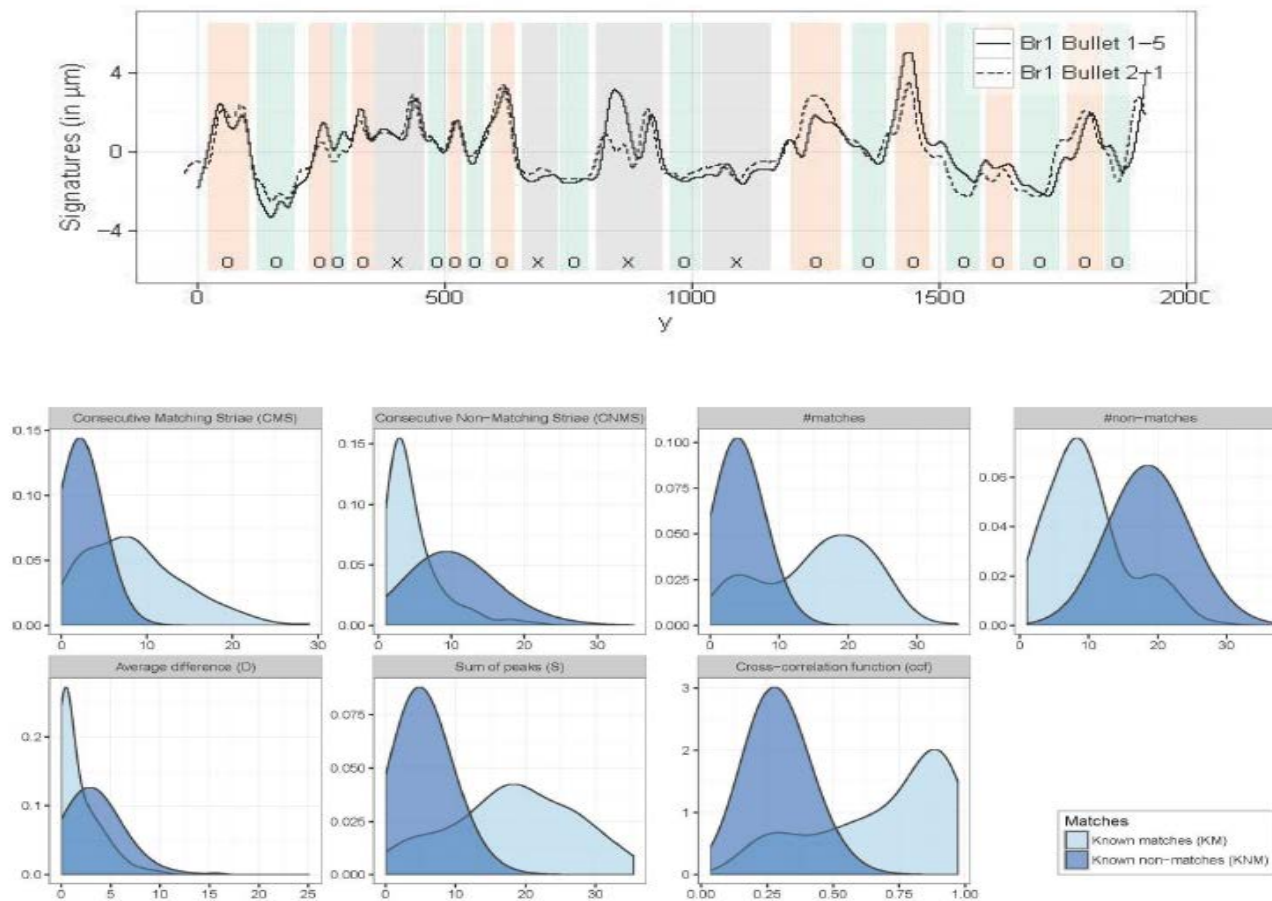 Signatures (in µm)
4
0
−4
Br1 Bullet 1−5
Br1 Bullet 2−1
O O O O O X O O O O X O X O X O O O O O O O O
0 500 1000 1500 2000
y
Consecutive Matching Striae (CMS)
0.15
0.10
0.05
0.00
0 10 20 30
Consecutive Non−Matching Striae (CNMS)
0.15
0.10
0.05
0.00
0 10 20 30
#matches
0.100
0.075
0.050
0.025
0.000
0 10 20 30
#non−matches
0.06
0.04
0.02
0.00
0 10 20 30
Average difference (D)
0.2
0.1
0.0
0 5 10 15 20 25
Sum of peaks (S)
0.075
0.050
0.025
0.000
0 10 20 30
Cross−correlation function (ccf)
3
2
1
0
0.00 0.25 0.50 0.75 1.00
Matches
Known matches (KM)
Known non−matches (KNM)